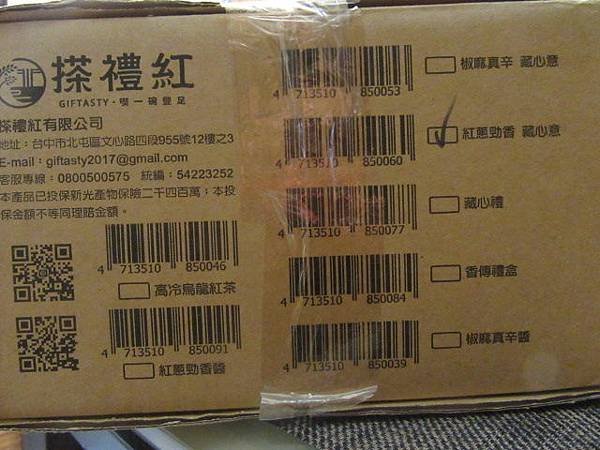 搽禮紅
GIFTASTY·喫一碗豐足
搽禮紅有限公司
地址：台中市北屯區文心路四段955號12樓之3
E-mail：giftasty2017@gmail.com
客服專線：0800500575 統編：54223252
本產品已投保新光產物保險二千四百萬，本投
保金額不等同理賠金額。
4 713510 850046
高冷烏龍紅茶
4 713510 850091
紅蔥勁香醬
4 713510 850053
椒麻真辛 藏心意
4 713510 850060
紅蔥勁香 藏心意
4 713510 850077
藏心禮
4 713510 850084
香傳禮盒
4 713510 850039
椒麻真辛醬